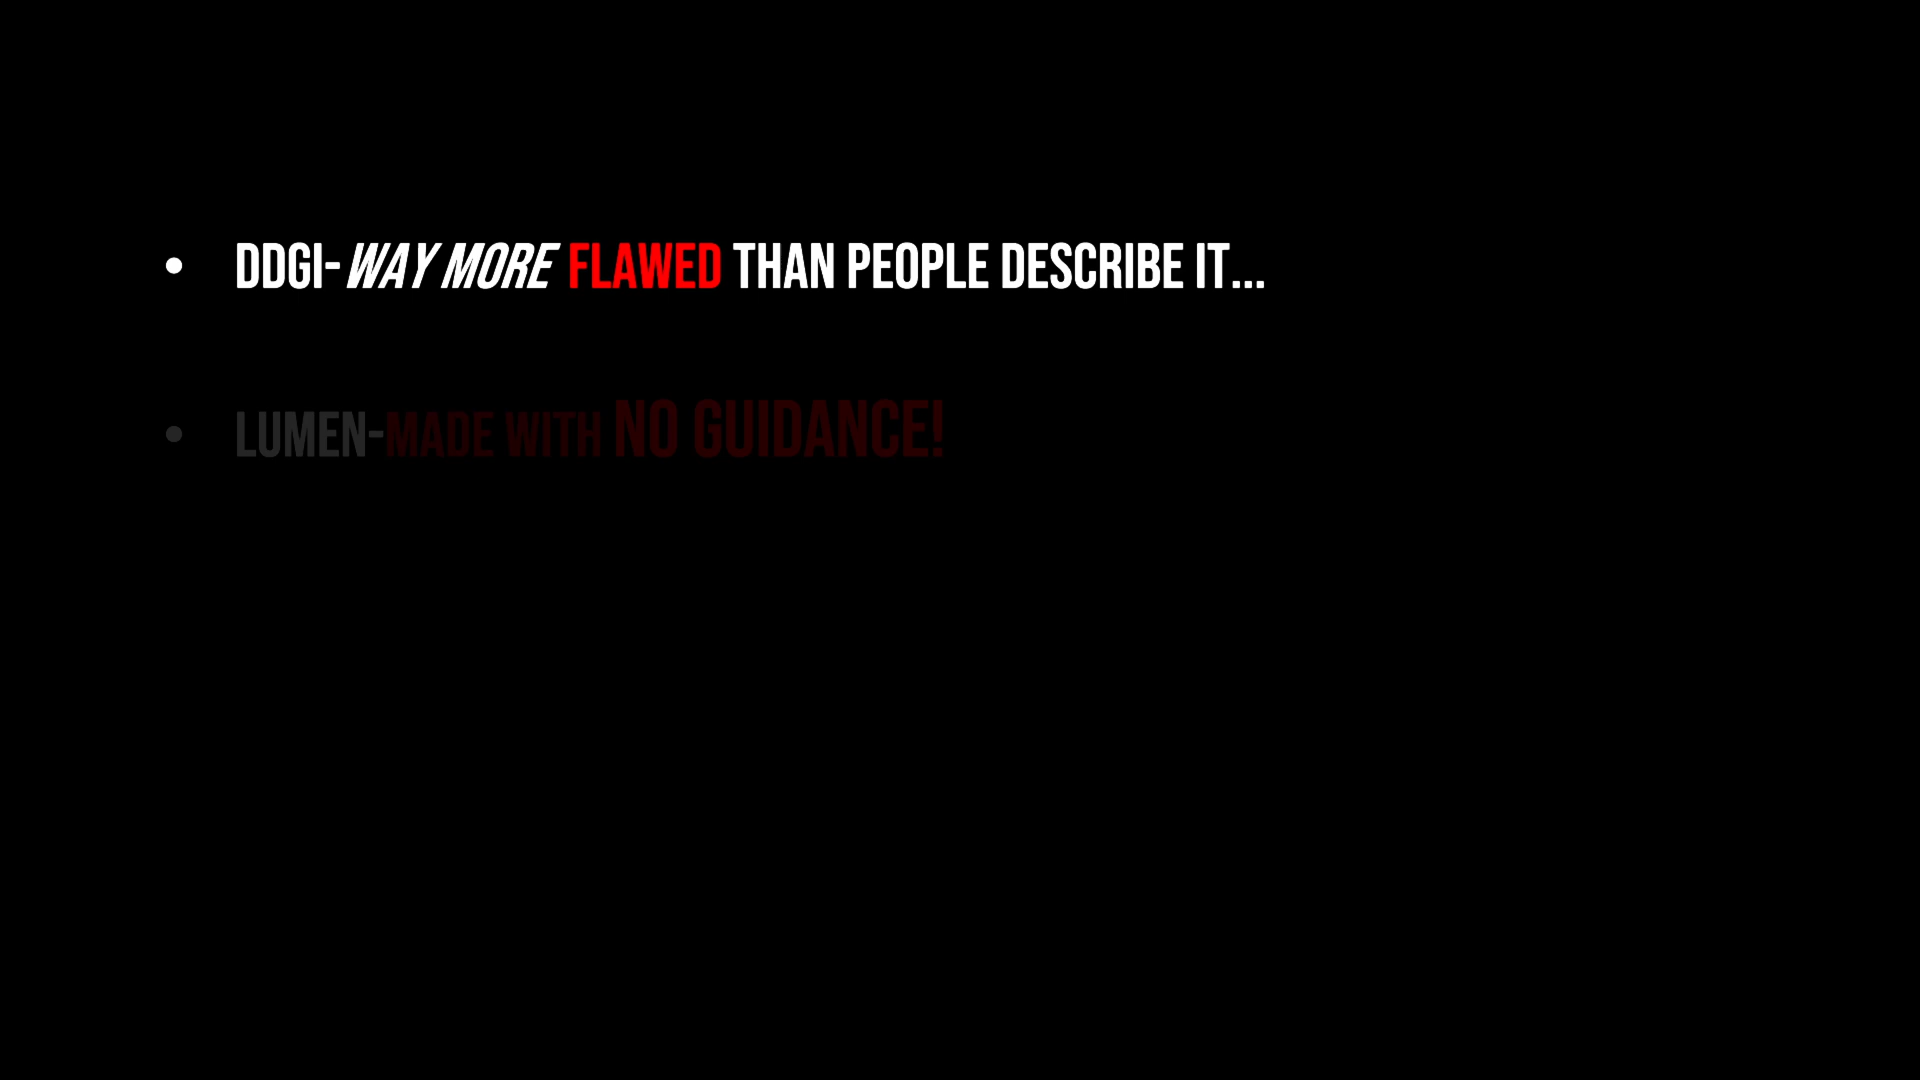 • DDGI-WAY MORE FLAWED THAN PEOPLE DESCRIBE IT...
• LUMEN-MADE WITH NO GUIDANCE!